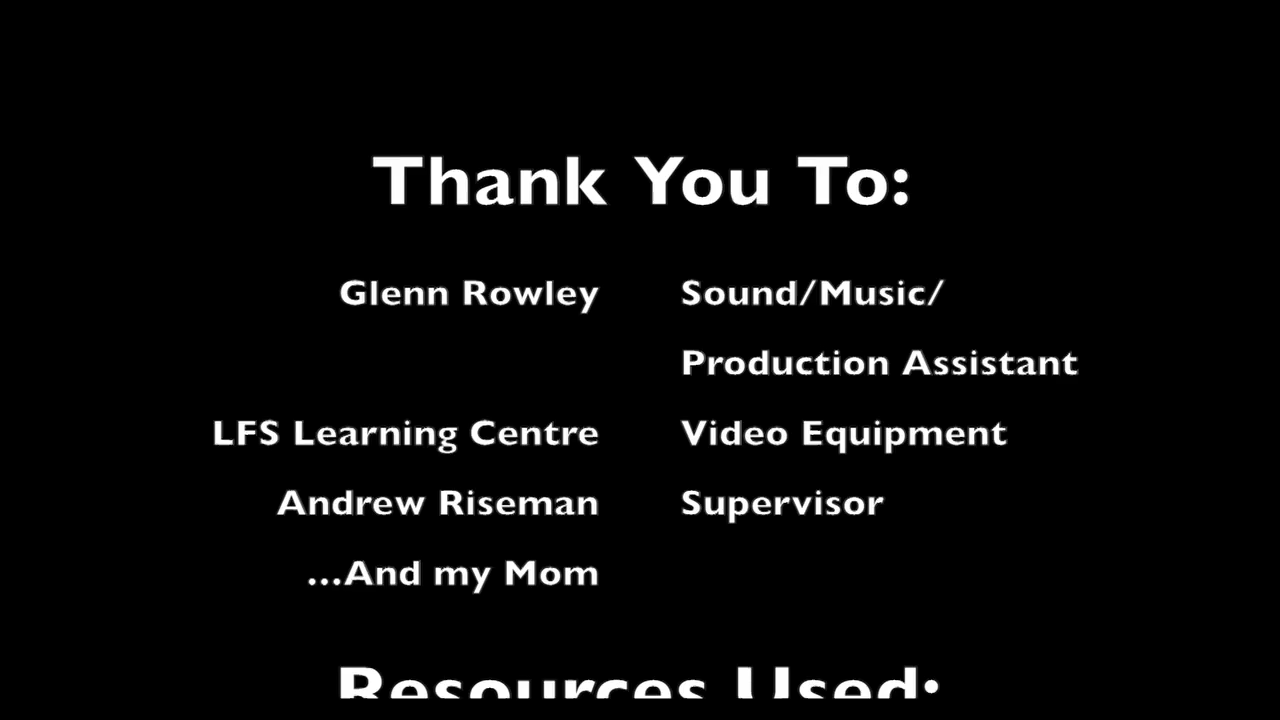 Thank You To:
Glenn Rowley Sound/Music/
Production Assistant
LFS Learning Centre Video Equipment
Andrew Riseman Supervisor
...And my Mom
Resources Used: